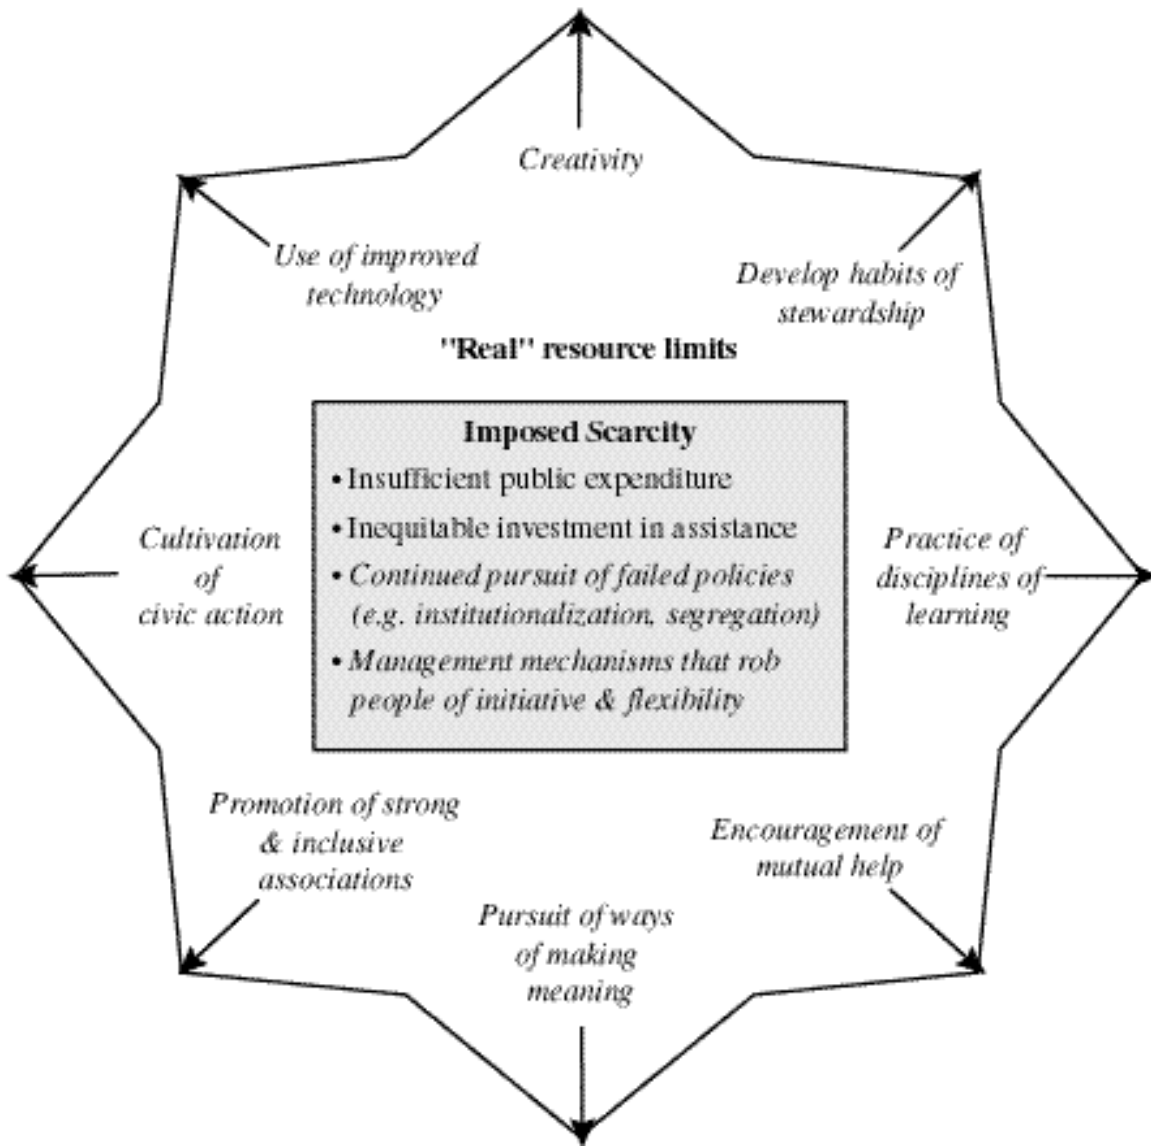 Creativity
Use of improved
technology
Develop habits of
stewardship
"Real" resource limits
Imposed Scarcity
• Insufficient public expenditure
• Inequitable investment in assistance
• Continued pursuit of failed policies
(e.g. institutionalization, segregation)
• Management mechanisms that rob
people of initiative & flexibility
Cultivation
of
civic action
Practice of
disciplines of
learning
Promotion of strong
& inclusive
associations
Encouragement of
mutual help
Pursuit of ways
of making
meaning